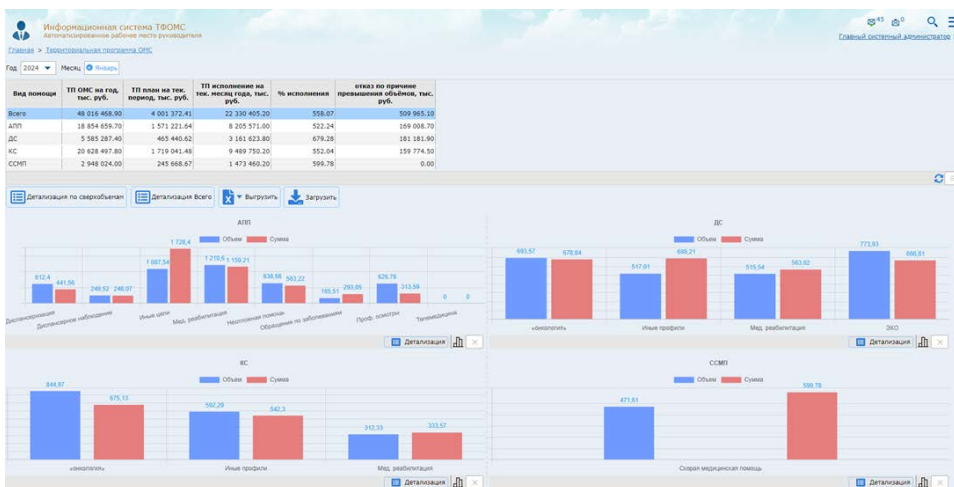 Информационная система ТФОМС
Автоматизированное рабочее место руководителя
45 0
Главный системный администратор
Главная > Территориальная программа ОМС
Год 2024 Месяц Январь
Вид помощи ТП ОМС на год, тыс. руб. ТП план на тек. период, тыс. руб. ТП исполнение на тек. месяц года, тыс. руб. % исполнения отказ по причине превышения объёмов, тыс. руб.
Всего 48 016 468.90 4 001 372.41 22 330 405.20 558.07 509 965.10
АПП 18 854 659.70 1 571 221.64 8 205 571.00 522.24 169 008.70
ДС 5 585 287.40 465 440.62 3 161 623.80 679.28 181 181.90
КС 20 628 497.80 1 719 041.48 9 489 750.20 552.04 159 774.50
ССМП 2 948 024.00 245 668.67 1 473 460.20 599.78 0.00
Детализация по сверхобъемам Детализация Всего Выгрузить Загрузить
АПП
Объем Сумма
612,4 441,56 249,52 246,07 1 087,54 1 728,4 1 219,6 1 159,21 638,98 563,22 165,51 293,05 628,78 313,59 0 0
Диспансеризация Диспансерное наблюдение Иные цели Мед. реабилитация Неотложная помощь Обращения по заболеваниям Проф. осмотры Телемедицина
Детализация
ДС
Объем Сумма
693,57 678,84 517,01 689,21 515,54 563,82 773,93 666,81
«онкология» Иные профили Мед. реабилитация ЭКО
Детализация
КС
Объем Сумма
844,97 675,13 592,29 542,3 312,33 333,57
«онкология» Иные профили Мед. реабилитация
Детализация
ССМП
Объем Сумма
471,61 599,78
Скорая медицинская помощь
Детализация